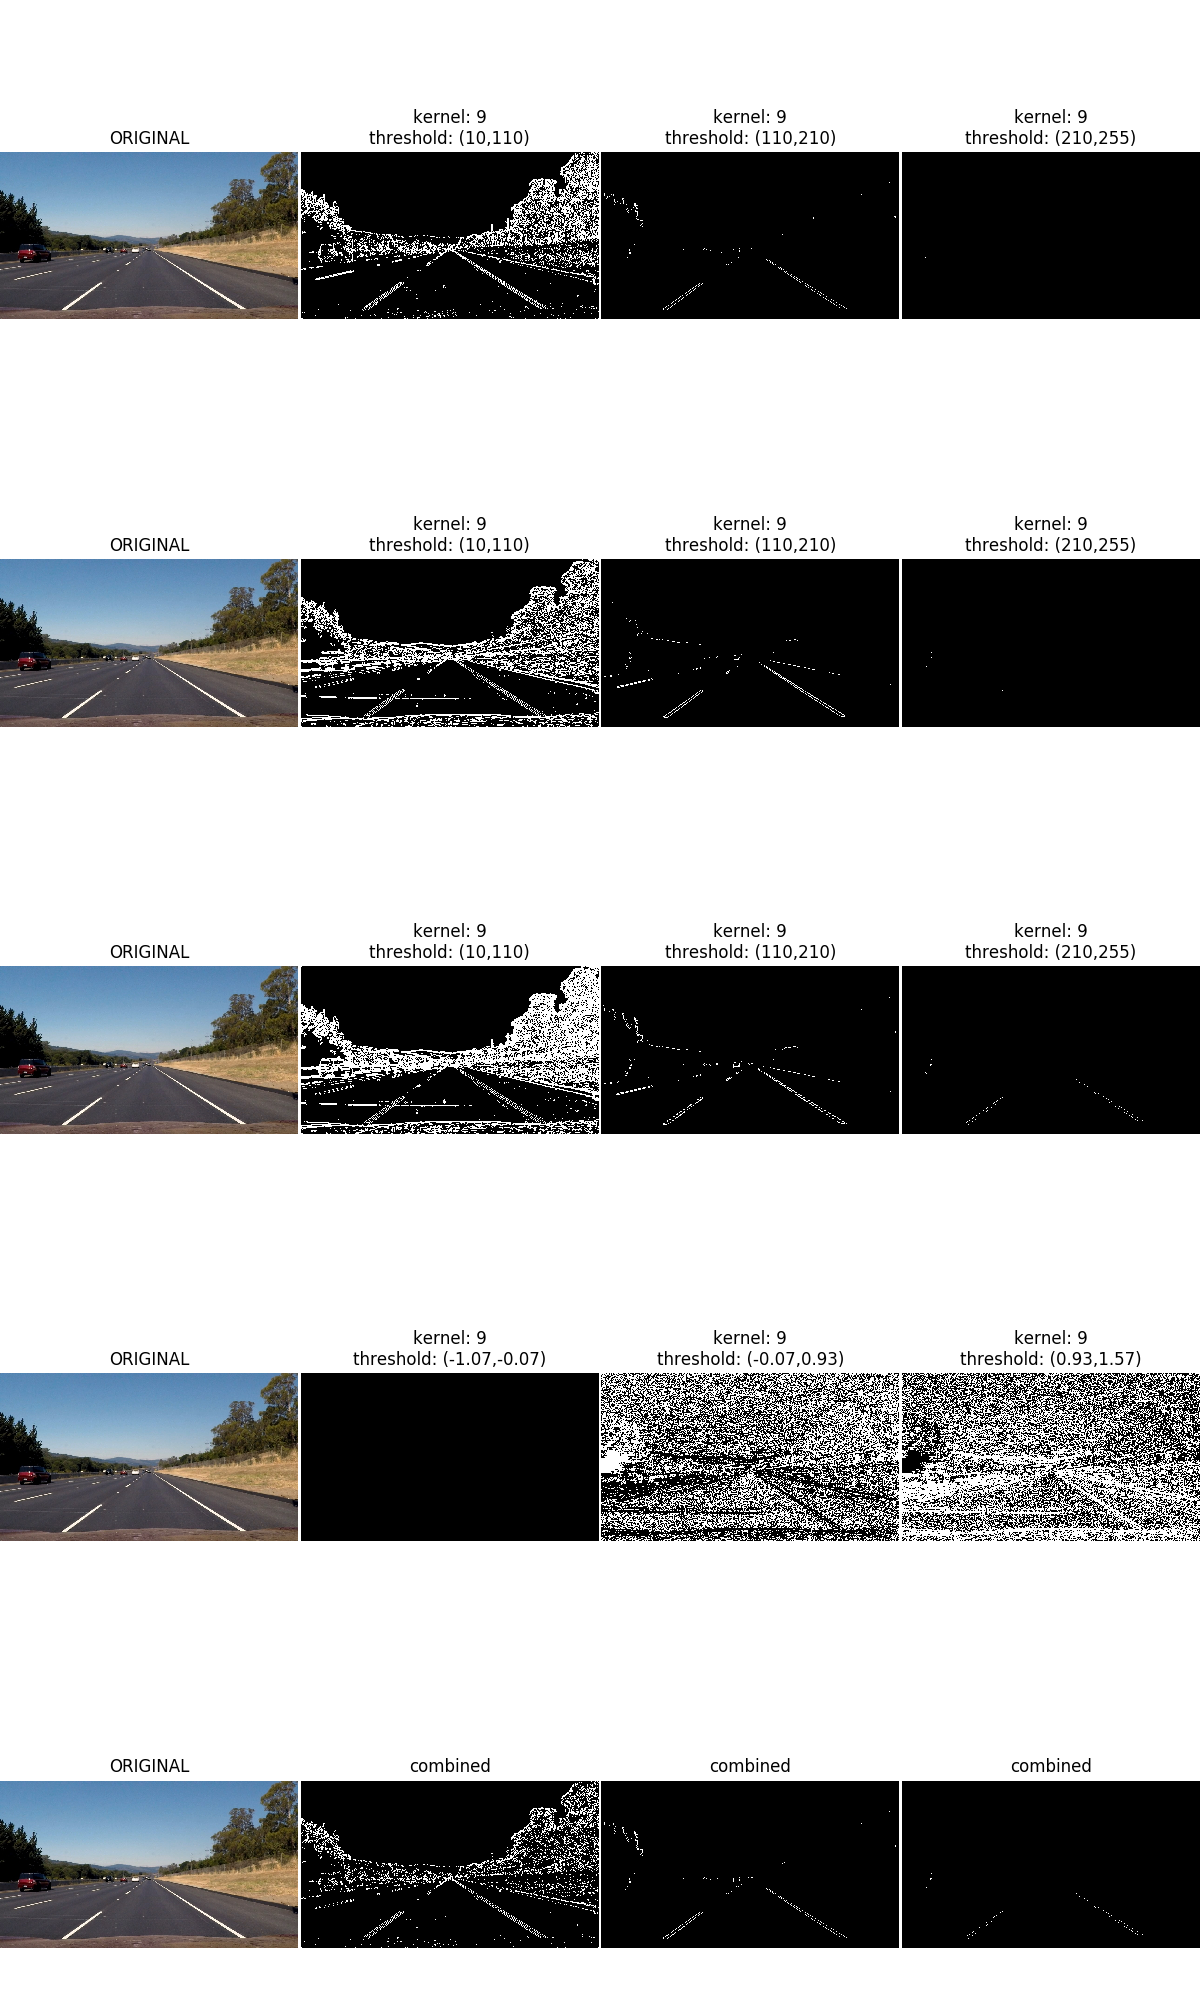 ORIGINAL
kernel: 9
threshold: (10,110)
kernel: 9
threshold: (110,210)
kernel: 9
threshold: (210,255)
ORIGINAL
kernel: 9
threshold: (10,110)
kernel: 9
threshold: (110,210)
kernel: 9
threshold: (210,255)
ORIGINAL
kernel: 9
threshold: (10,110)
kernel: 9
threshold: (110,210)
kernel: 9
threshold: (210,255)
ORIGINAL
kernel: 9
threshold: (-1.07,-0.07)
kernel: 9
threshold: (-0.07,0.93)
kernel: 9
threshold: (0.93,1.57)
ORIGINAL
combined
combined
combined